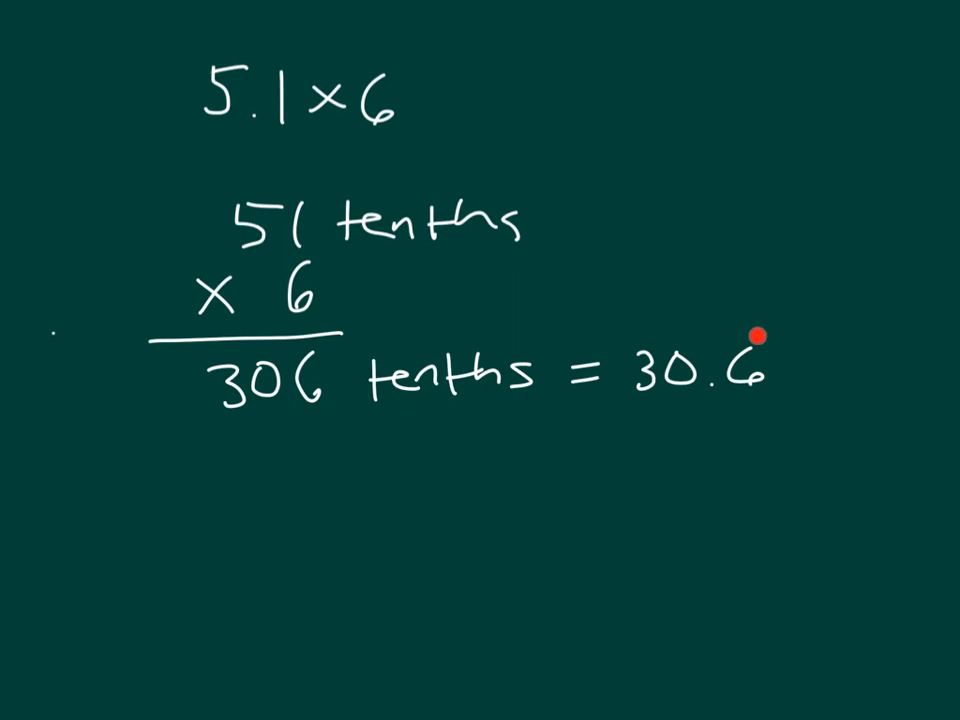 5.1 × 6
51 tenths
× 6
306 tenths = 30.6